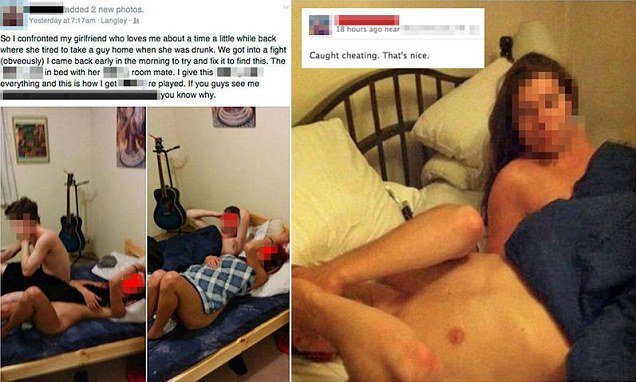 added 2 new photos.
Yesterday at 7:17am · Langley ·
So I confronted my girlfriend who loves me about a time a little while back
where she tired to take a guy home when she was drunk. We got into a fight
(obveously) I came back early in the morning to try and fix it to find this. The
in bed with her room mate. I give this
everything and this is how I get re played. If you guys see me
you know why.
18 hours ago near
Caught cheating. That's nice.